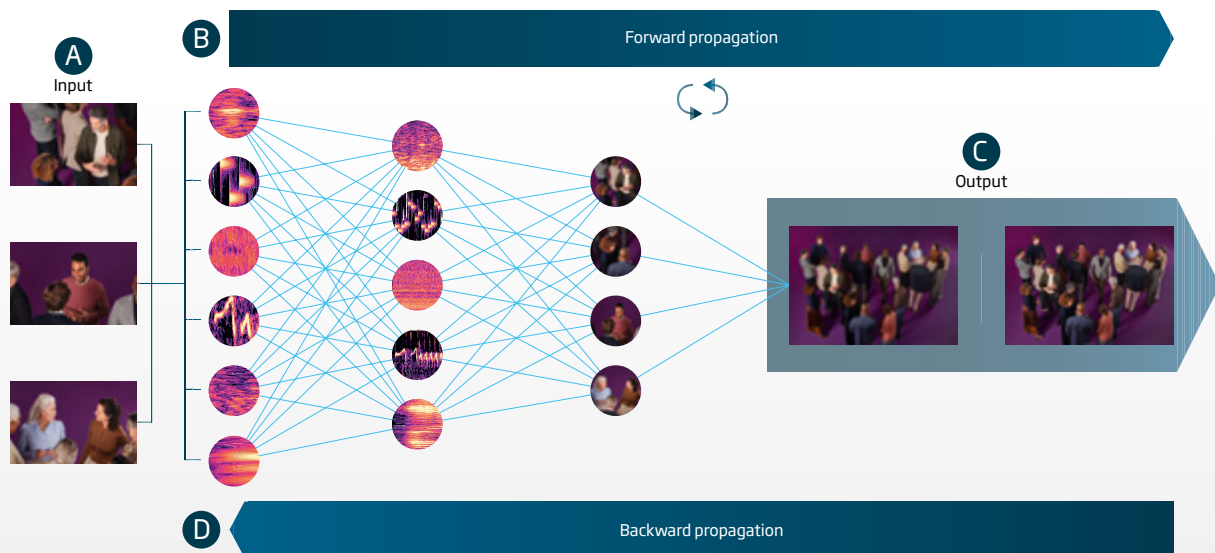 B
Forward propagation
A
Input
C
Output
D
Backward propagation